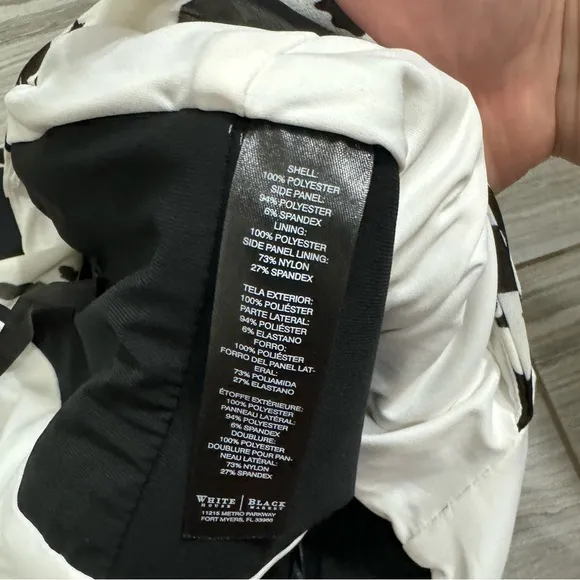 SHELL:
100% POLYESTER
SIDE PANEL:
94% POLYESTER
6% SPANDEX
LINING:
100% POLYESTER
SIDE PANEL LINING:
73% NYLON
27% SPANDEX
TELA EXTERIOR:
100% POLIÉSTER
PARTE LATERAL:
94% POLIÉSTER
6% ELASTANO
FORRO:
100% POLIÉSTER
FORRO DEL PANEL LAT-
ERAL:
73% POLIAMIDA
27% ELASTANO
ÉTOFFE EXTÉRIEURE:
100% POLYESTER
PANNEAU LATÉRAL:
94% POLYESTER
6% SPANDEX
DOUBLURE:
100% POLYESTER
DOUBLURE POUR PAN-
NEAU LATÉRAL:
73% NYLON
27% SPANDEX
WHITE | BLACK
HOUSE | MARKET
11215 METRO PARKWAY
FORT MYERS, FL 33966